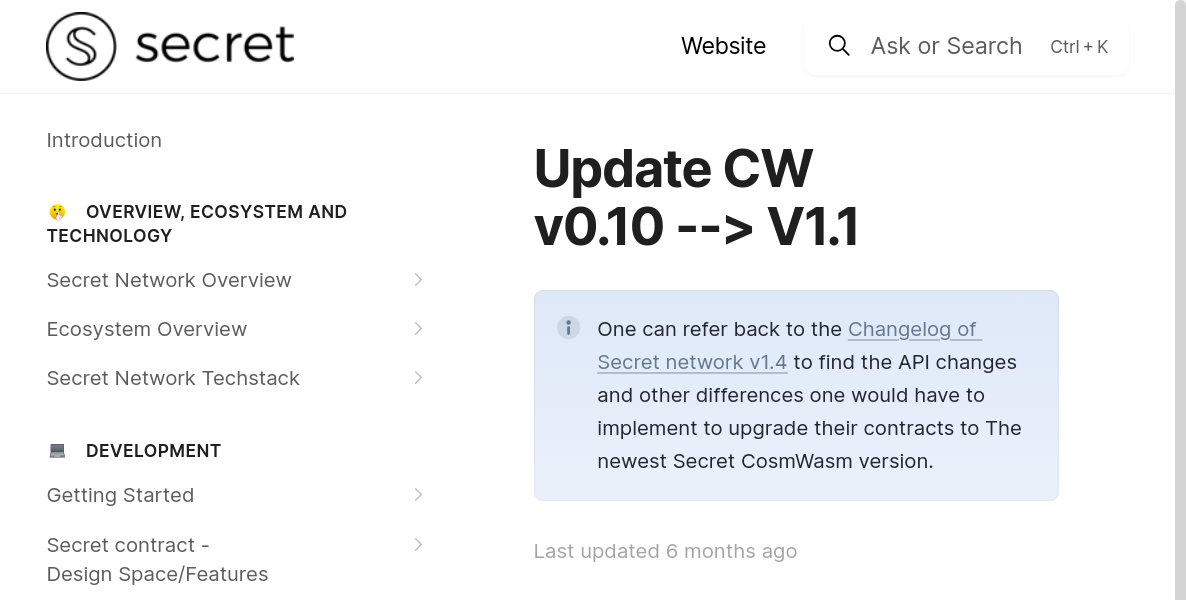 secret
Website
Ask or Search
Ctrl + K
Introduction
OVERVIEW, ECOSYSTEM AND
TECHNOLOGY
Secret Network Overview
Ecosystem Overview
Secret Network Techstack
DEVELOPMENT
Getting Started
Secret contract -
Design Space/Features
Update CW
v0.10 --> V1.1
One can refer back to the Changelog of
Secret network v1.4 to find the API changes
and other differences one would have to
implement to upgrade their contracts to The
newest Secret CosmWasm version.
Last updated 6 months ago